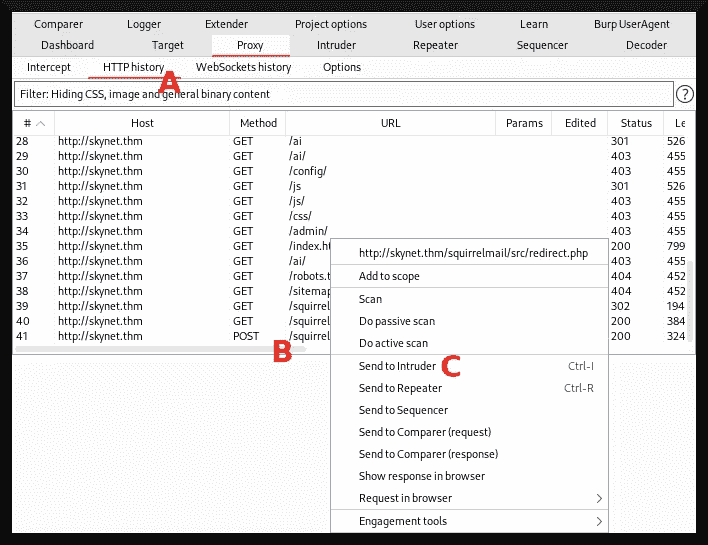 Comparer Logger Extender Project options User options Learn Burp UserAgent
Dashboard Target Proxy Intruder Repeater Sequencer Decoder
Intercept HTTP history WebSockets history Options
A
Filter: Hiding CSS, image and general binary content ?
# Host Method URL Params Edited Status Le
28 http://skynet.thm GET /ai 301 526
29 http://skynet.thm GET /ai/ 403 455
30 http://skynet.thm GET /config/ 403 455
31 http://skynet.thm GET /js 301 526
32 http://skynet.thm GET /js/ 403 455
33 http://skynet.thm GET /css/ 403 455
34 http://skynet.thm GET /admin/ 403 455
35 http://skynet.thm GET /index.ht 200 799
36 http://skynet.thm GET /ai/ 403 455
37 http://skynet.thm GET /robots.t 404 452
38 http://skynet.thm GET /sitemap 404 452
39 http://skynet.thm GET /squirrel 302 194
40 http://skynet.thm GET /squirrel 200 384
41 http://skynet.thm POST /squirrel 200 324
B
http://skynet.thm/squirrelmail/src/redirect.php
Add to scope
Scan
Do passive scan
Do active scan
Send to Intruder C Ctrl-I
Send to Repeater Ctrl-R
Send to Sequencer
Send to Comparer (request)
Send to Comparer (response)
Show response in browser
Request in browser
Engagement tools